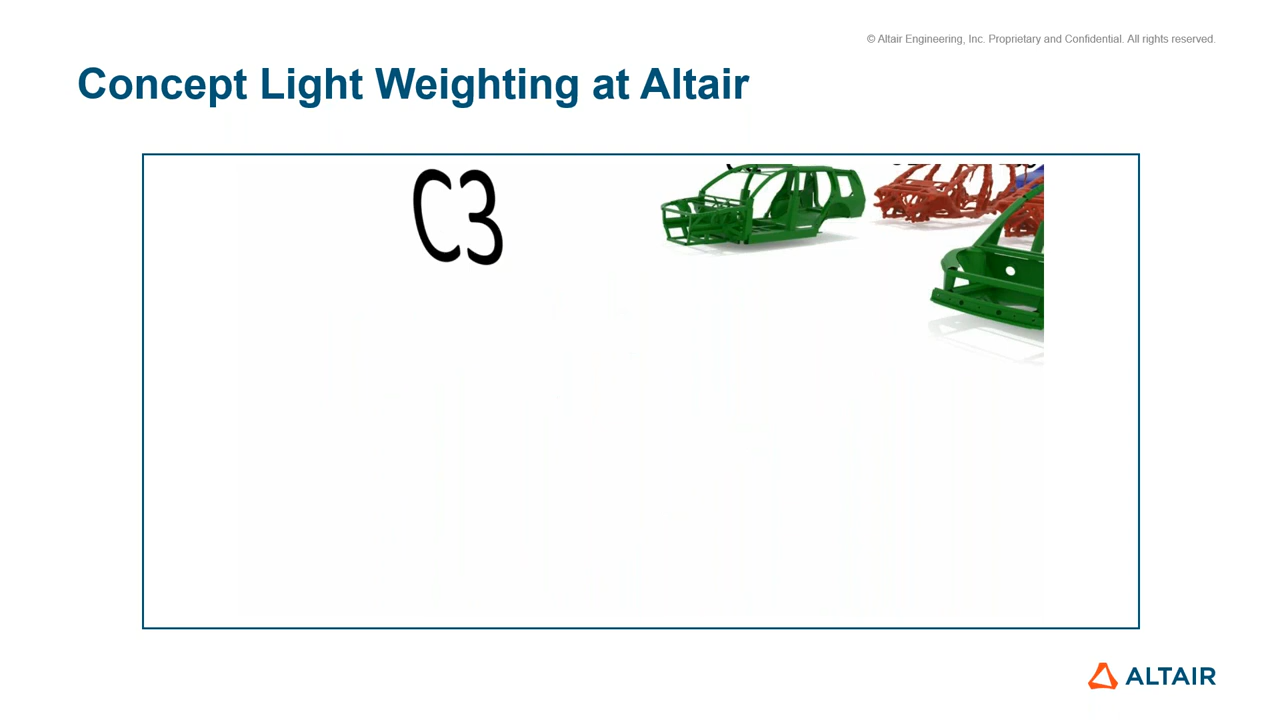 © Altair Engineering, Inc. Proprietary and Confidential. All rights reserved.
Concept Light Weighting at Altair
C3
ALTAIR